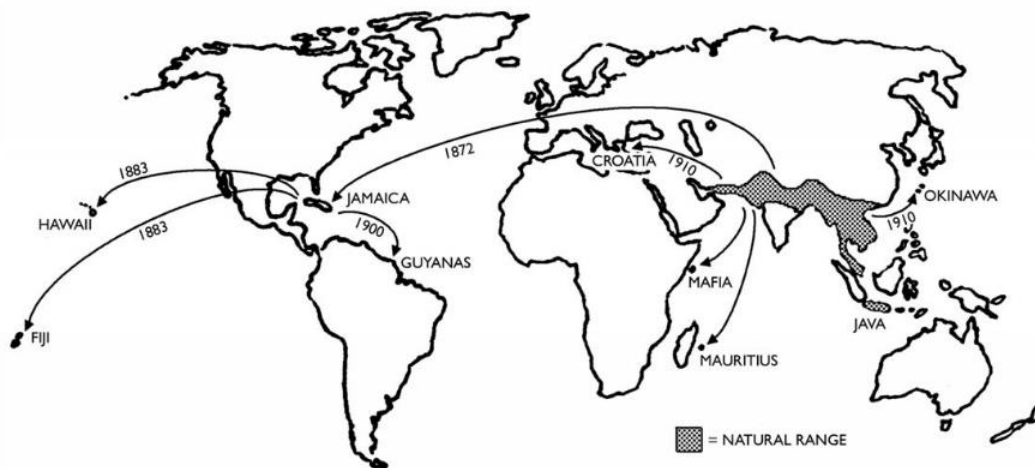 1872
CROATIA
1910
1883
HAWAII
JAMAICA
OKINAWA
1883
1900
1910
GUYANAS
MAFIA
FIJI
JAVA
MAURITIUS
= NATURAL RANGE